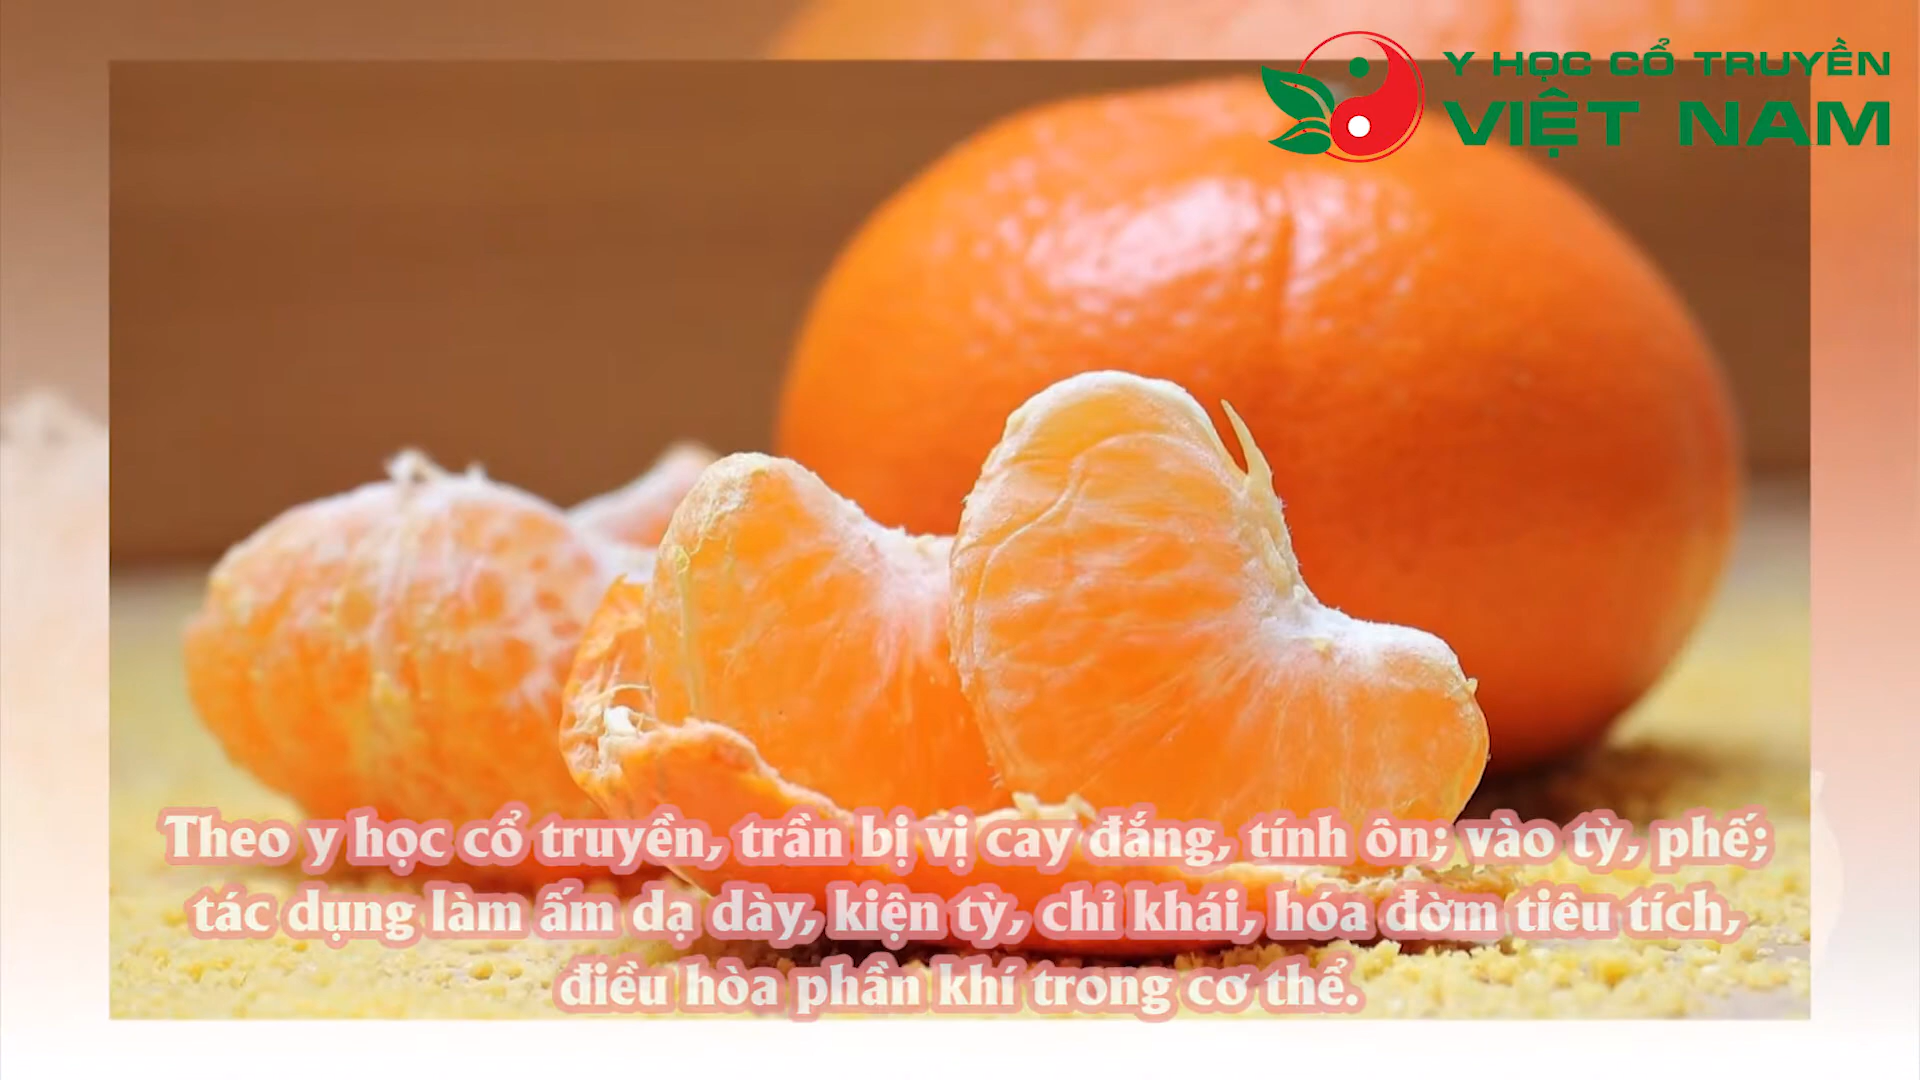 Y HỌC CỔ TRUYỀN
VIỆT NAM
Theo y học cổ truyền, trần bị vị cay đắng, tính ôn; vào tỳ, phế;
tác dụng làm ấm dạ dày, kiện tỳ, chỉ khái, hóa đờm tiêu tích,
điều hòa phần khí trong cơ thể.